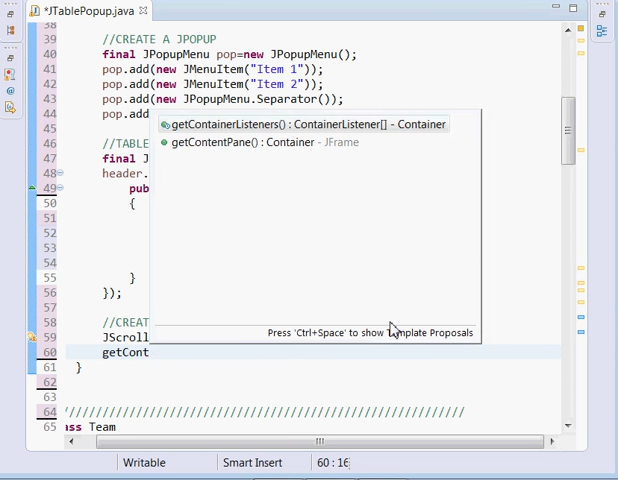 *JTablePopup.java
38
39 //CREATE A JPOPUP
40 final JPopupMenu pop=new JPopupMenu();
41 pop.add(new JMenuItem("Item 1"));
42 pop.add(new JMenuItem("Item 2"));
43 pop.add(new JPopupMenu.Separator());
44 pop.add
getContainerListeners() : ContainerListener[] - Container
45
getContentPane() : Container - JFrame
46 //TABLE
47 final J
48 header.
49 pub
50 {
51
52
53
54
55 }
56 });
57
58 //CREAT
Press 'Ctrl+Space' to show Template Proposals
59 JScroll
60 getCont
61 }
62
63
64 //////////////////////////////////////////////////////////////
65 ass Team
Writable Smart Insert 60 : 16